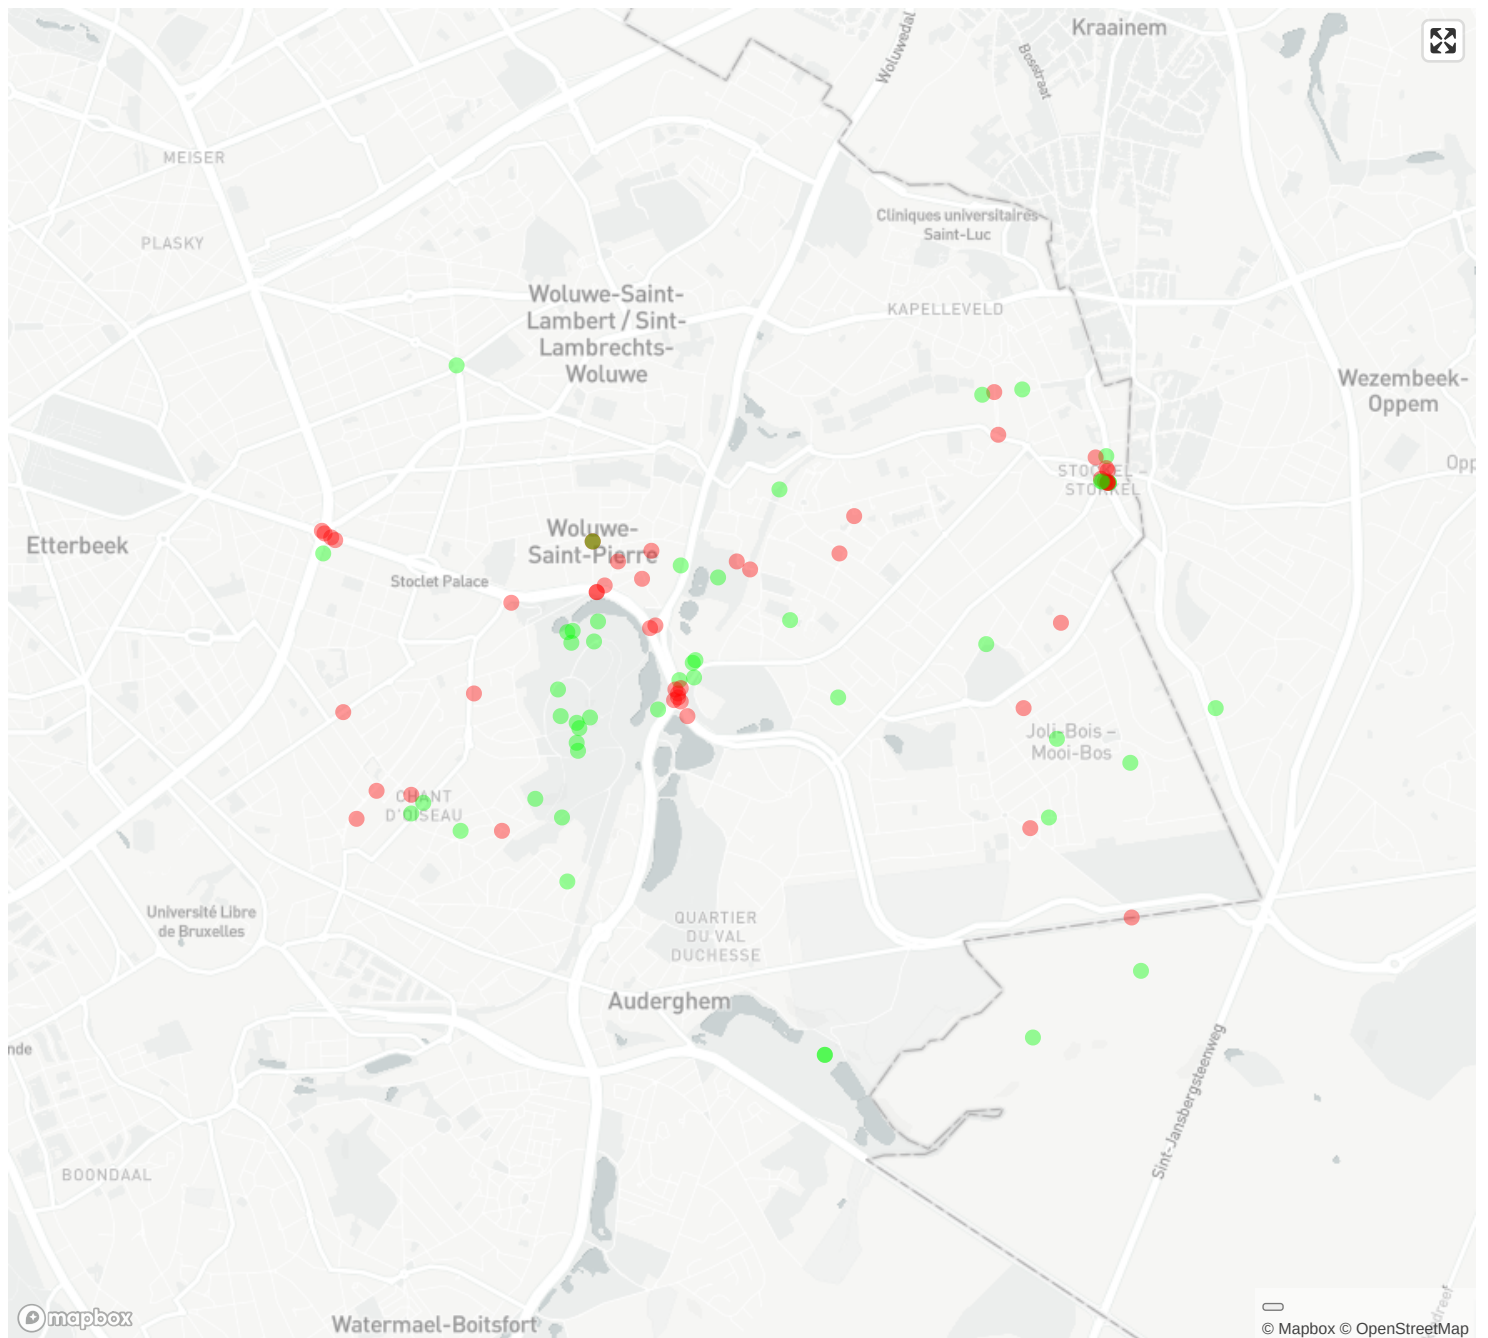 Kraainem
Woluwedal
Bosstraat
MEISER
Cliniques universitaires
Saint-Luc
PLASKY
Woluwe-Saint-
Lambert / Sint-
Lambrechts-
Woluwe
KAPELLEVELD
Wezembeek-
Oppem
STOCKEL –
STOKKEL
Opp
Woluwe-
Saint-Pierre
Etterbeek
Stoclet Palace
Joli-Bois –
Mooi-Bos
CHANT
D'OISEAU
Université Libre
de Bruxelles
QUARTIER
DU VAL
DUCHESSE
Auderghem
nde
Sint-Jansbergsteenweg
BOONDAAL
dreef
mapbox
Watermael-Boitsfort
© Mapbox © OpenStreetMap